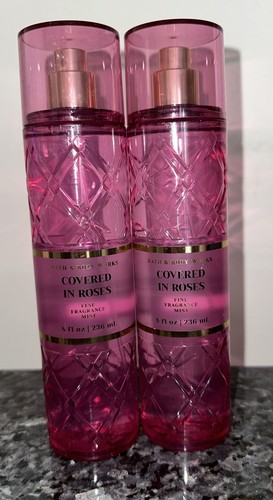 BATH & BODY WORKS
COVERED
IN ROSES
FINE
FRAGRANCE
MIST
8 fl oz | 236 mL
BATH & BODY WORKS
COVERED
IN ROSES
FINE
FRAGRANCE
MIST
8 fl oz | 236 mL